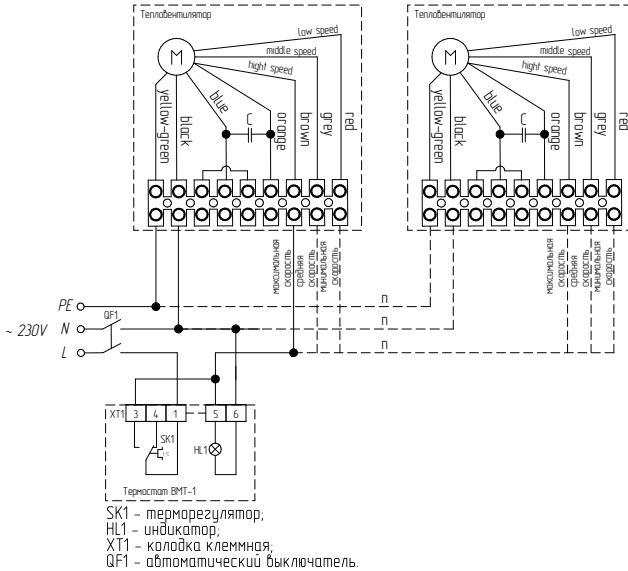 Тепловентилятор
Тепловентилятор
low speed
middle speed
hight speed
M
blue
C
yellow-green
black
orange
brown
grey
red
low speed
middle speed
hight speed
M
blue
C
yellow-green
black
orange
brown
grey
red
максимальная
скорость
средняя
скорость
минимальная
скорость
максимальная
скорость
средняя
скорость
минимальная
скорость
PE
n
QF1
~ 230V N
n
L
n
XT1 3 4 1 5 6
SK1
t°C
HL1
Термостат ВМТ-1
SK1 - терморегулятор;
HL1 - индикатор;
XT1 - колодка клеммная;
QF1 - автоматический выключатель.